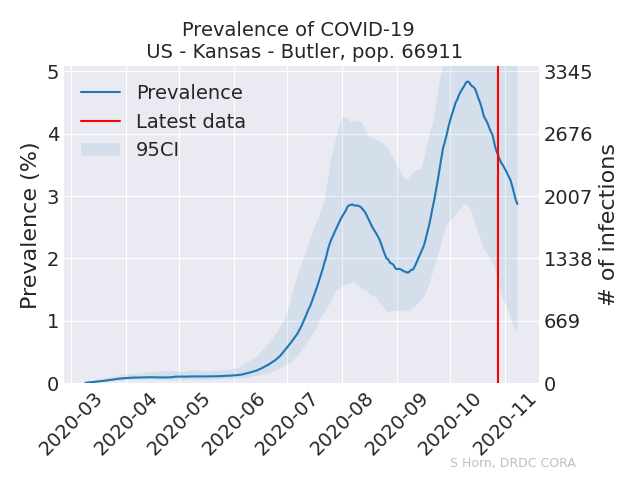 Prevalence of COVID-19
US - Kansas - Butler, pop. 66911
Prevalence (%)
5
4
3
2
1
0
Prevalence
Latest data
95CI
3345
2676
2007
1338
669
0
# of infections
2020-03
2020-04
2020-05
2020-06
2020-07
2020-08
2020-09
2020-10
2020-11
S Horn, DRDC CORA